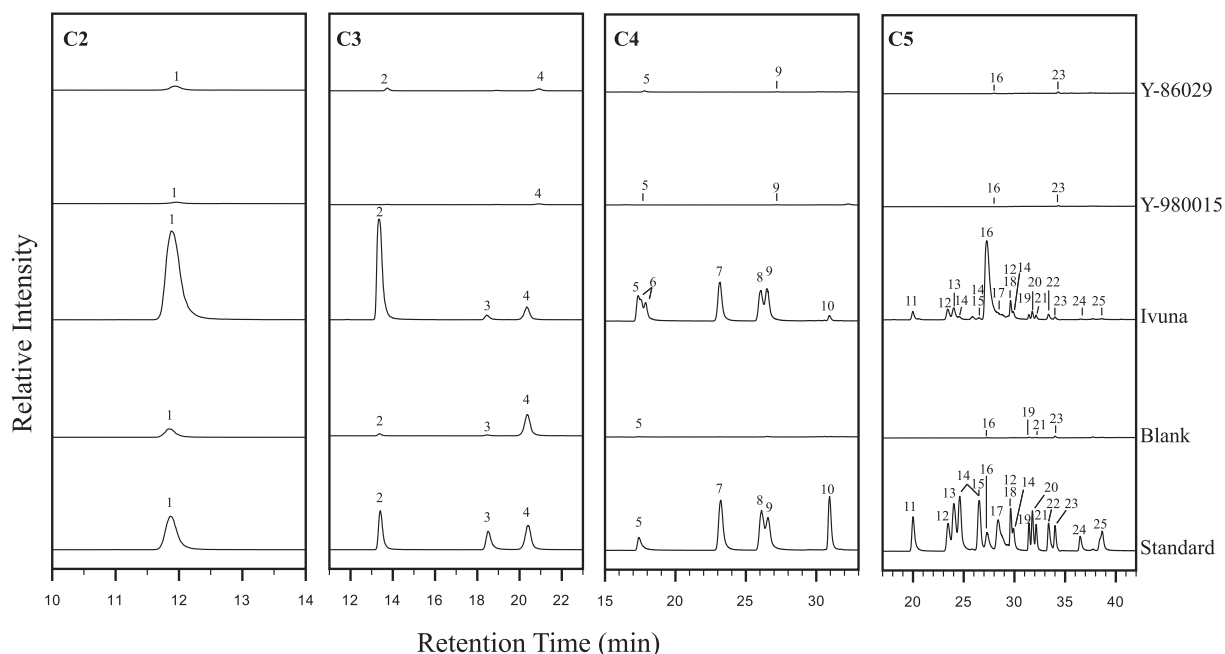 C2 C3 C4 C5
1 2 4 5 9 16 23 Y-86029
1 4 5 9 16 23 Y-980015
1 2 3 4 5 6 7 8 9 10 11 12 13 14 14 15 16 17 12 18 14 19 20 21 22 23 24 25 Ivuna
1 2 3 4 5 16 19 21 23 Blank
1 2 3 4 5 7 8 9 10 11 12 13 14 15 16 17 12 18 14 19 20 21 22 23 24 25 Standard
Relative Intensity
10 11 12 13 14 12 14 16 18 20 22 15 20 25 30 20 25 30 35 40
Retention Time (min)